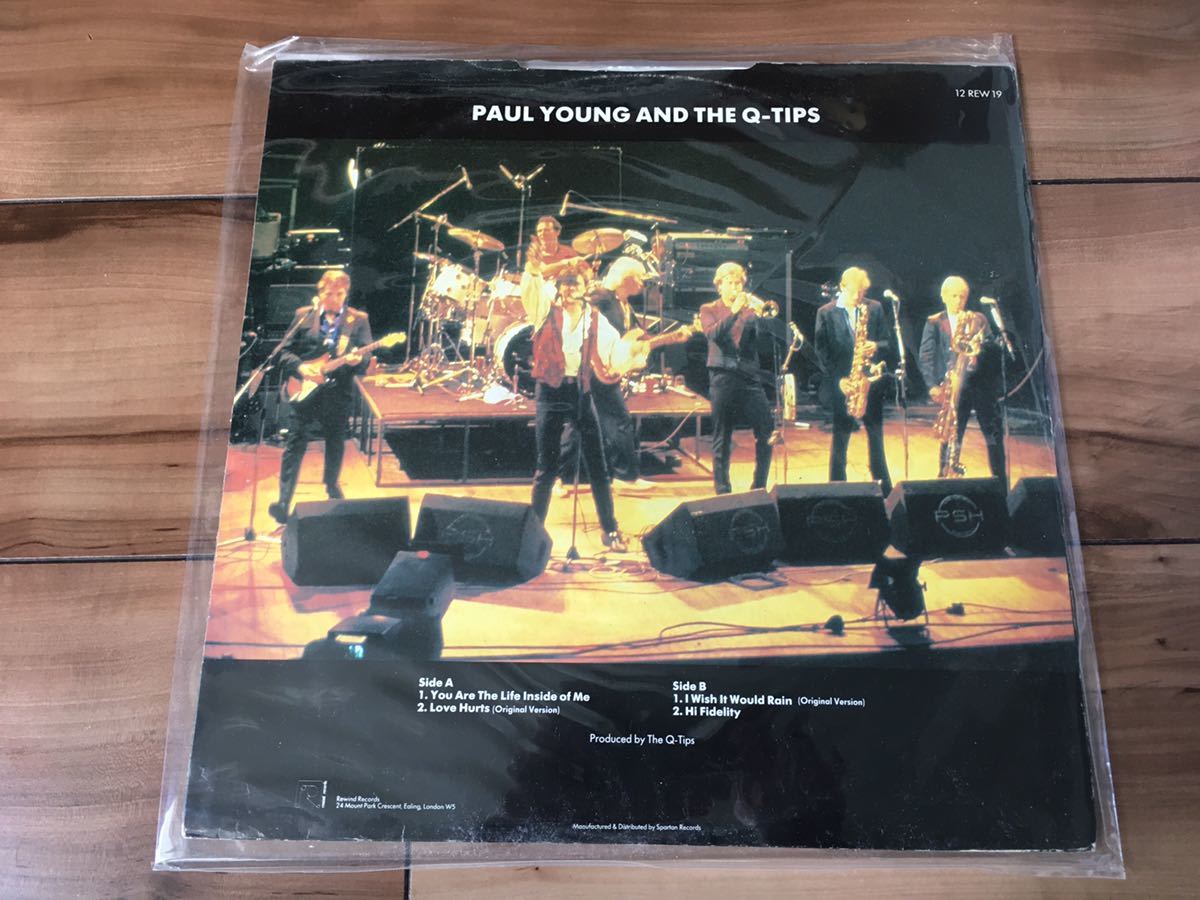 12 REW 19
PAUL YOUNG AND THE Q-TIPS
PSH
PSH
PSH
Side A
1. You Are The Life Inside of Me
2. Love Hurts (Original Version)
Side B
1. I Wish It Would Rain (Original Version)
2. Hi Fidelity
Produced by The Q-Tips
R
Rewind Records
24 Mount Park Crescent, Ealing, London W5
Manufactured & Distributed by Spartan Records